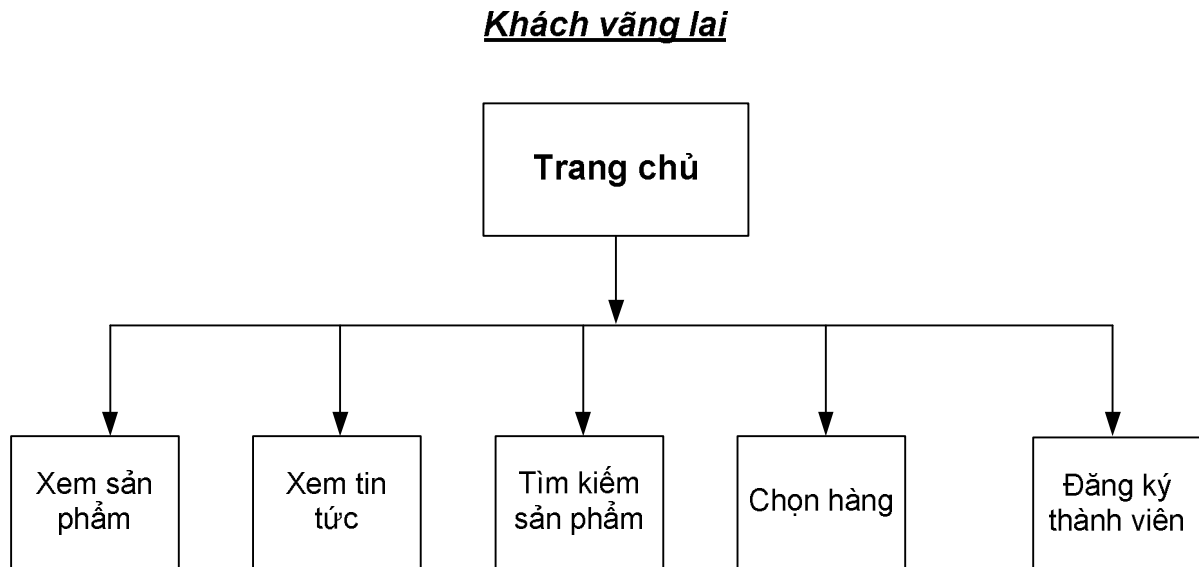 Khách vãng lai
Trang chủ
Xem sản
phẩm
Xem tin
tức
Tìm kiếm
sản phẩm
Chọn hàng
Đăng ký
thành viên